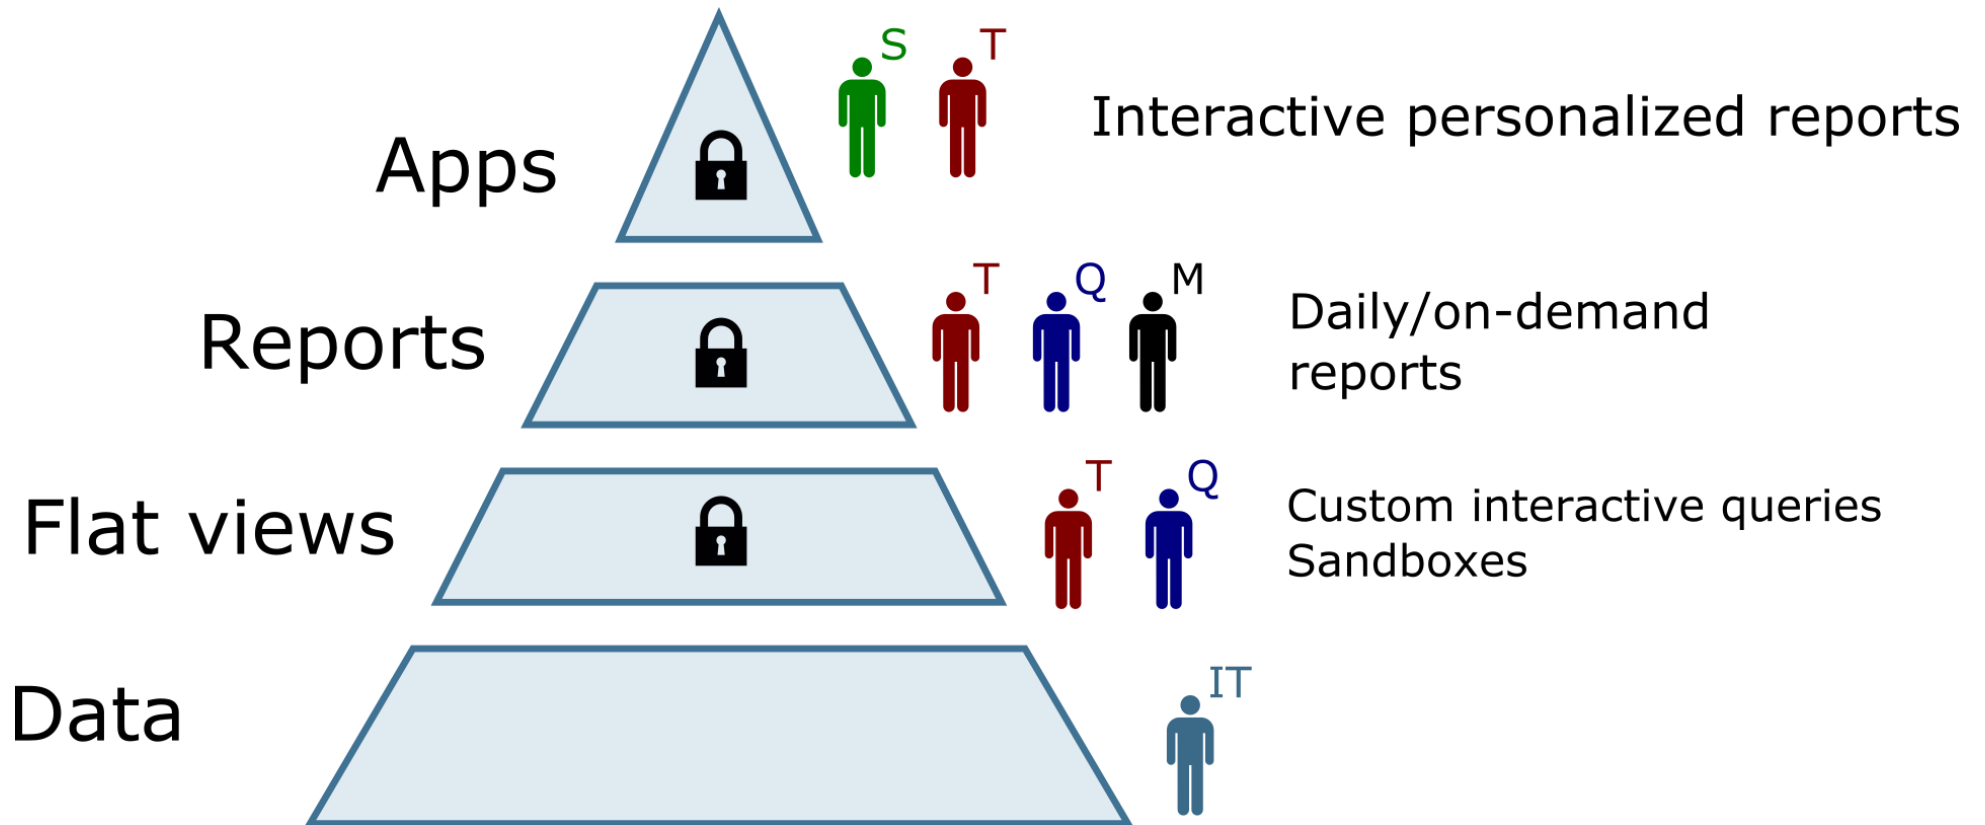 S T
Apps
Interactive personalized reports
T Q M
Reports
Daily/on-demand
reports
T Q
Flat views
Custom interactive queries
Sandboxes
IT
Data